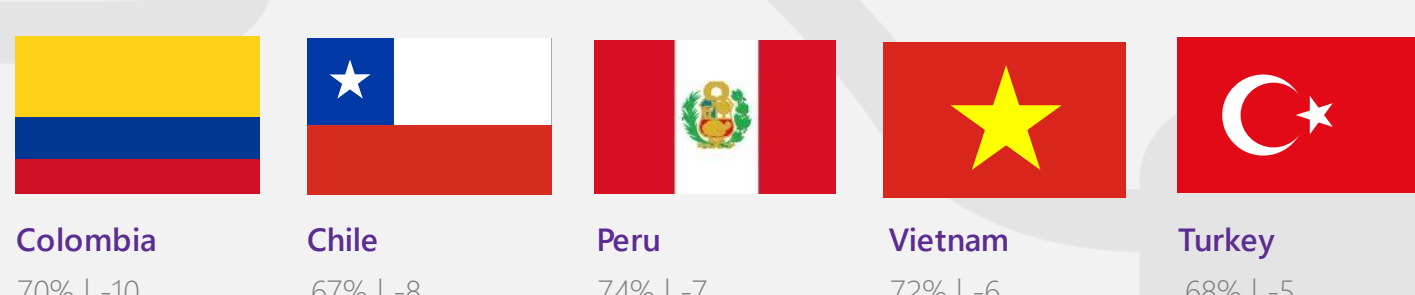 Colombia
Chile
Peru
Vietnam
Turkey
70% | -10
67% | -8
74% | -7
72% | -6
68% | -5